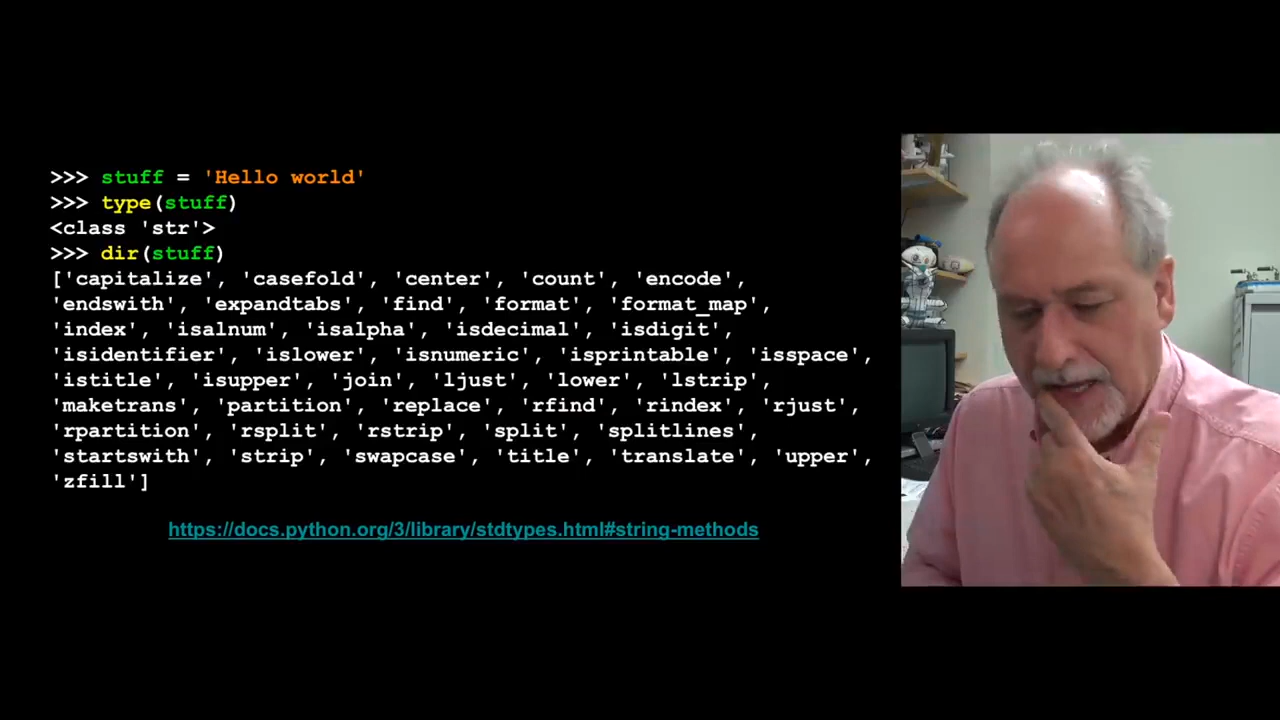 >>> stuff = 'Hello world'
>>> type(stuff)
<class 'str'>
>>> dir(stuff)
['capitalize', 'casefold', 'center', 'count', 'encode',
'endswith', 'expandtabs', 'find', 'format', 'format_map',
'index', 'isalnum', 'isalpha', 'isdecimal', 'isdigit',
'isidentifier', 'islower', 'isnumeric', 'isprintable', 'isspace',
'istitle', 'isupper', 'join', 'ljust', 'lower', 'lstrip',
'maketrans', 'partition', 'replace', 'rfind', 'rindex', 'rjust',
'rpartition', 'rsplit', 'rstrip', 'split', 'splitlines',
'startswith', 'strip', 'swapcase', 'title', 'translate', 'upper',
'zfill']
https://docs.python.org/3/library/stdtypes.html#string-methods